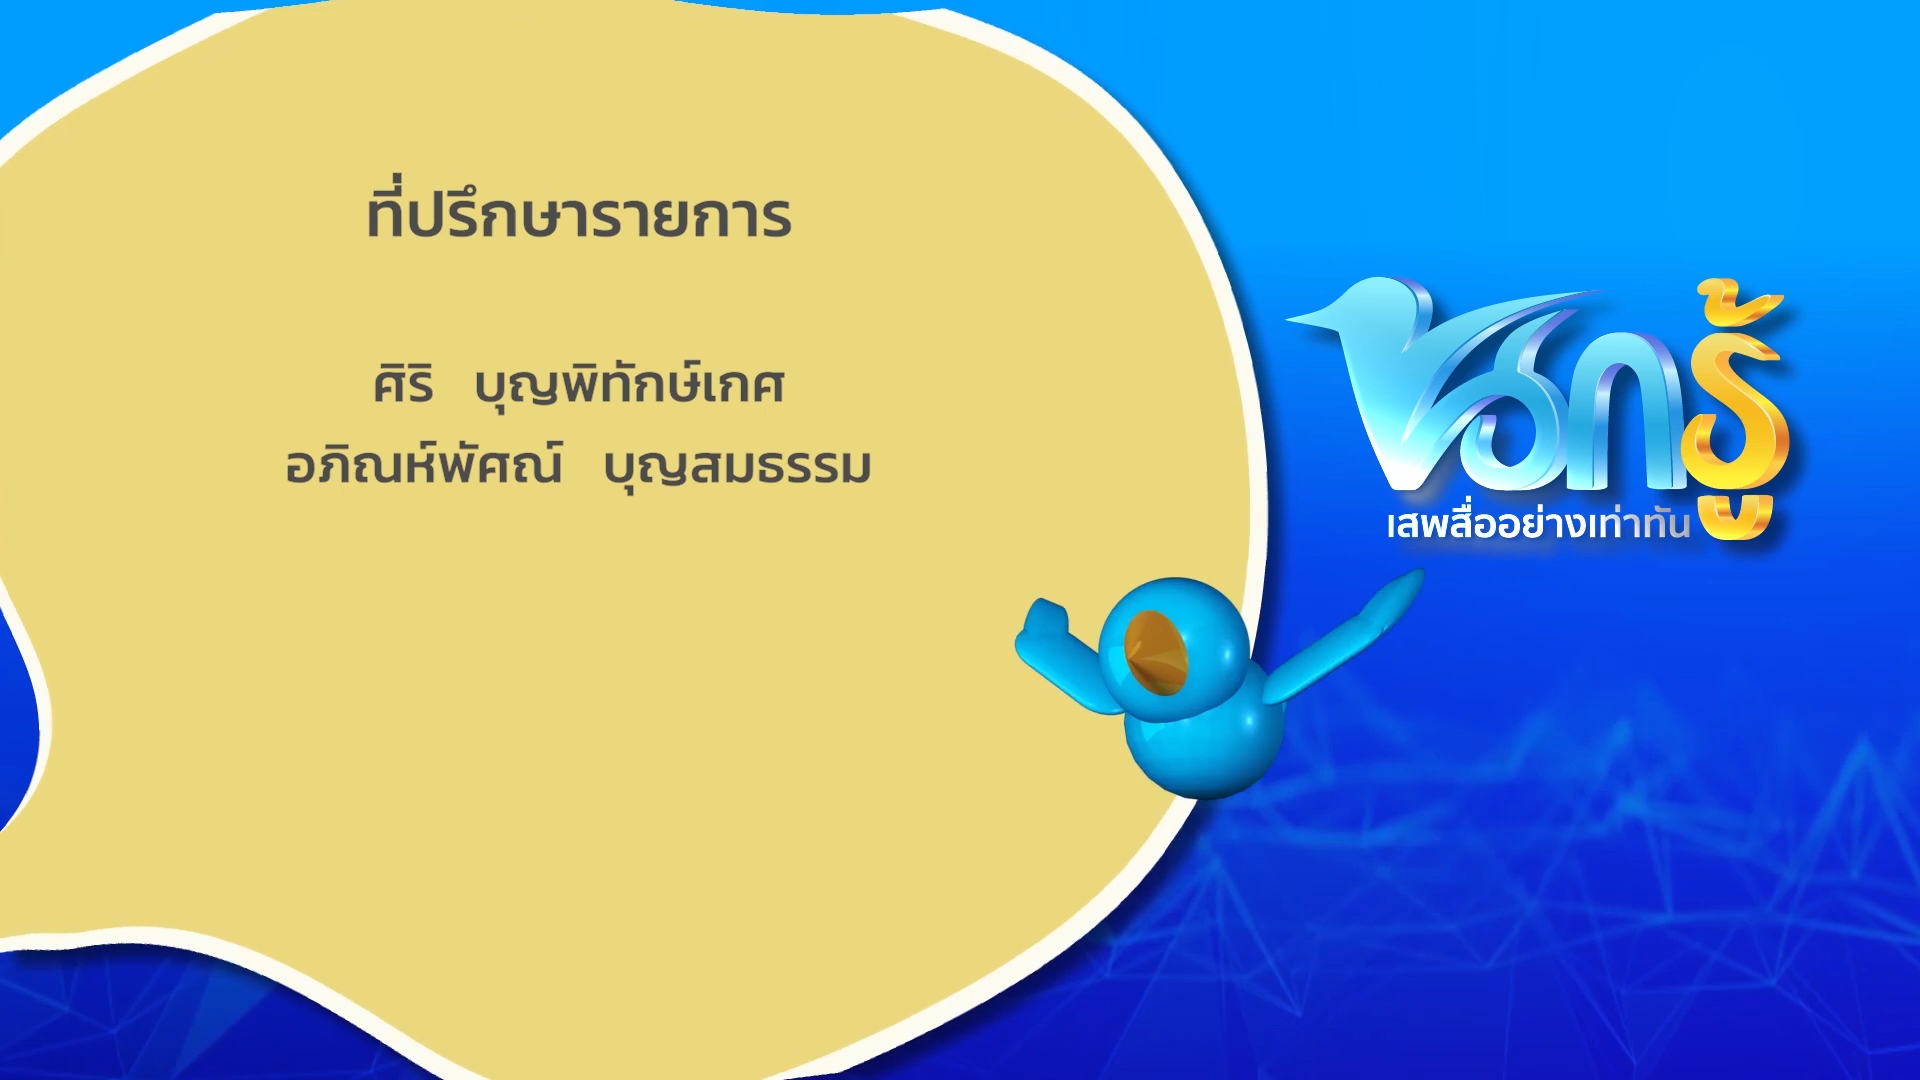 ที่ปรึกษารายการ
ศิริ บุญพิทักษ์เกศ
อภิณห์พัศณ์ บุญสมธรรม
นกรู้
เสพสื่ออย่างเท่าทัน